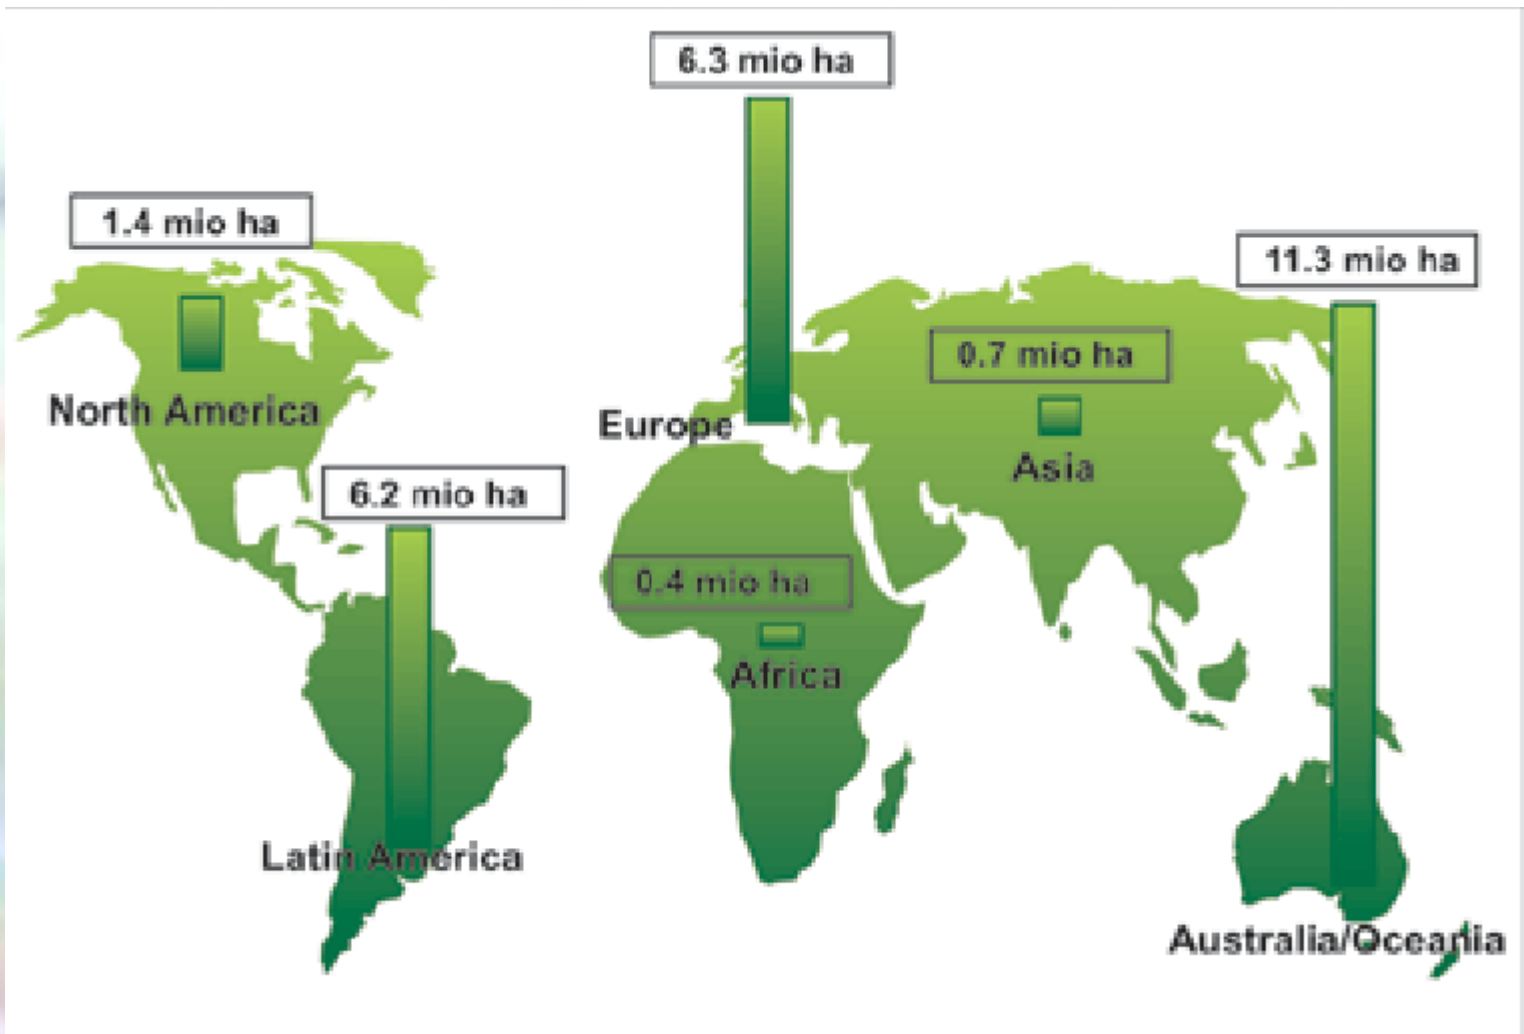 6.3 mio ha
1.4 mio ha
11.3 mio ha
0.7 mio ha
North America
Europe
Asia
6.2 mio ha
0.4 mio ha
Africa
Latin America
Australia/Oceania